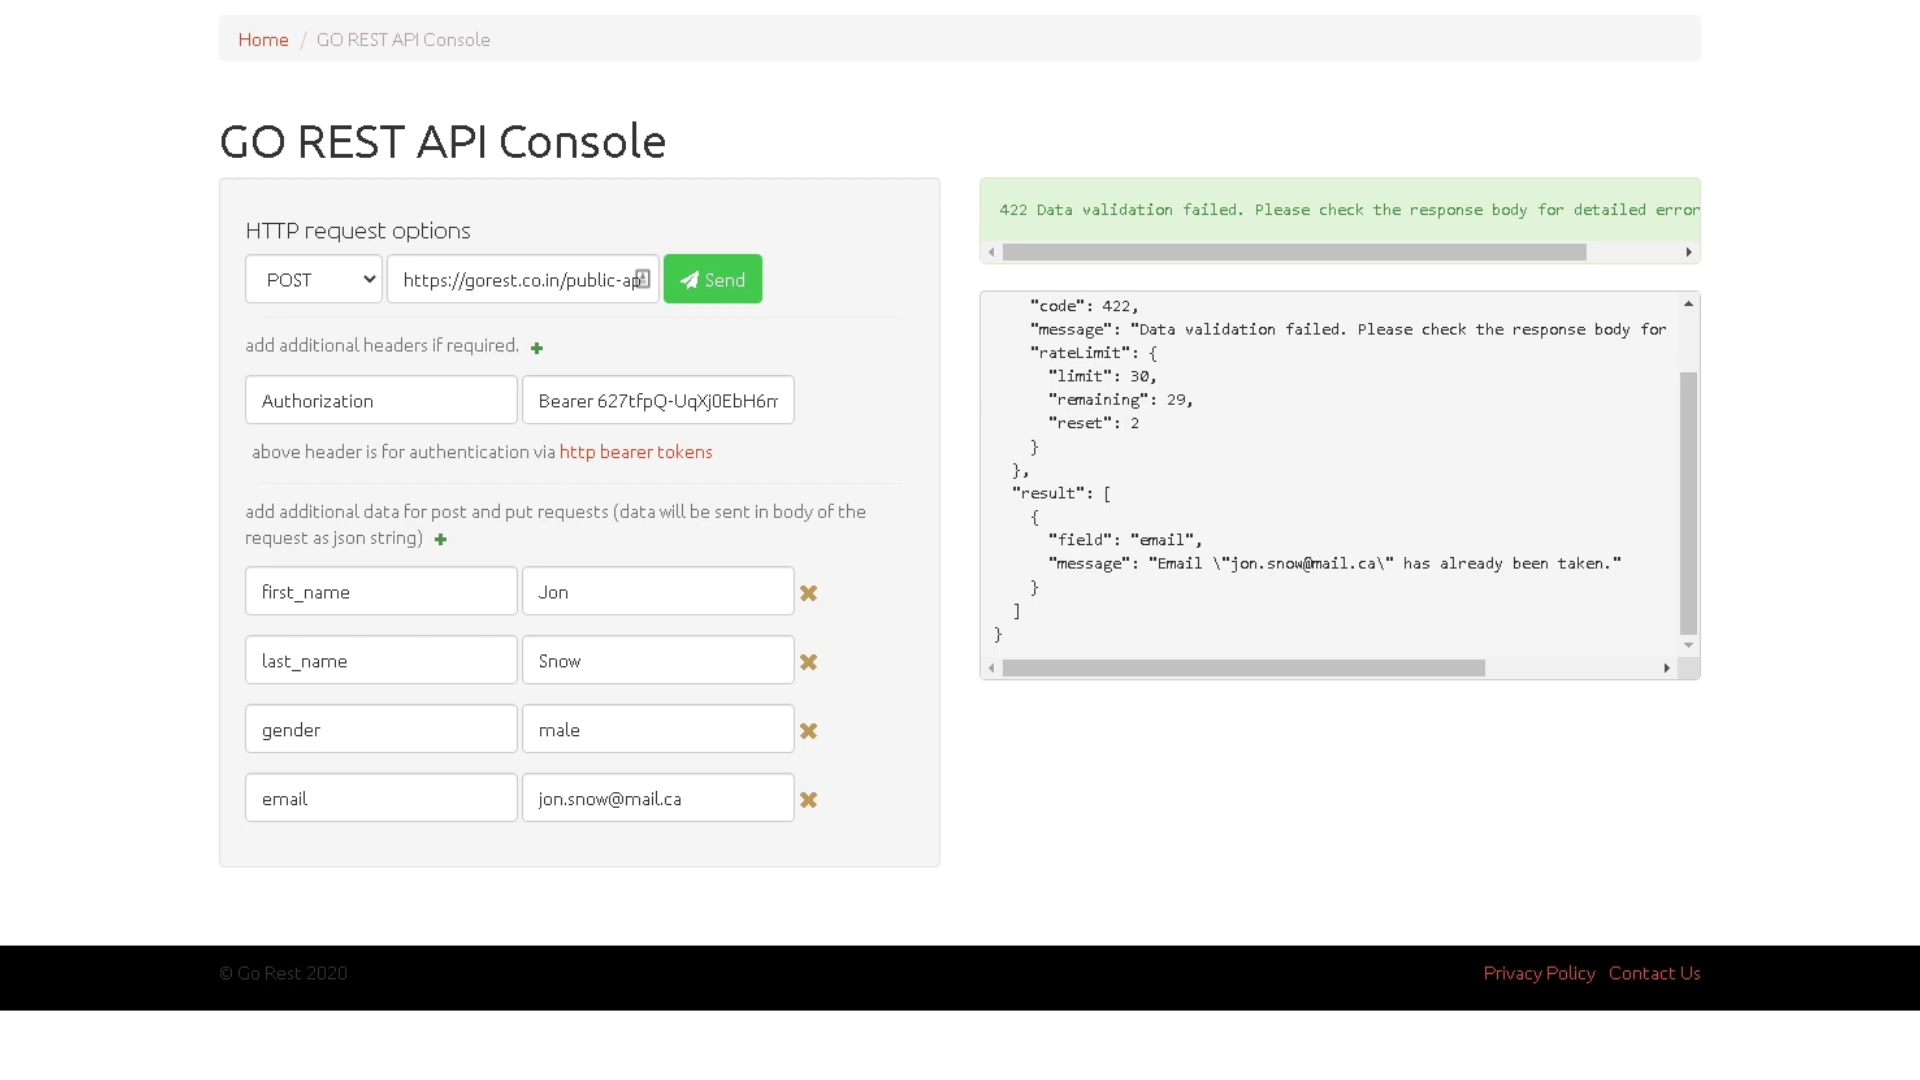 Home / GO REST API Console
GO REST API Console
HTTP request options
POST
https://gorest.co.in/public-ap
Send
add additional headers if required.
Authorization
Bearer 627tfpQ-UqXj0EbH6m
above header is for authentication via http bearer tokens
add additional data for post and put requests (data will be sent in body of the
request as json string)
first_name
Jon
last_name
Snow
gender
male
email
jon.snow@mail.ca
422 Data validation failed. Please check the response body for detailed error
"code": 422,
"message": "Data validation failed. Please check the response body for
"rateLimit": {
"limit": 30,
"remaining": 29,
"reset": 2
}
},
"result": [
{
"field": "email",
"message": "Email \"jon.snow@mail.ca\" has already been taken."
}
]
}
© Go Rest 2020
Privacy Policy Contact Us